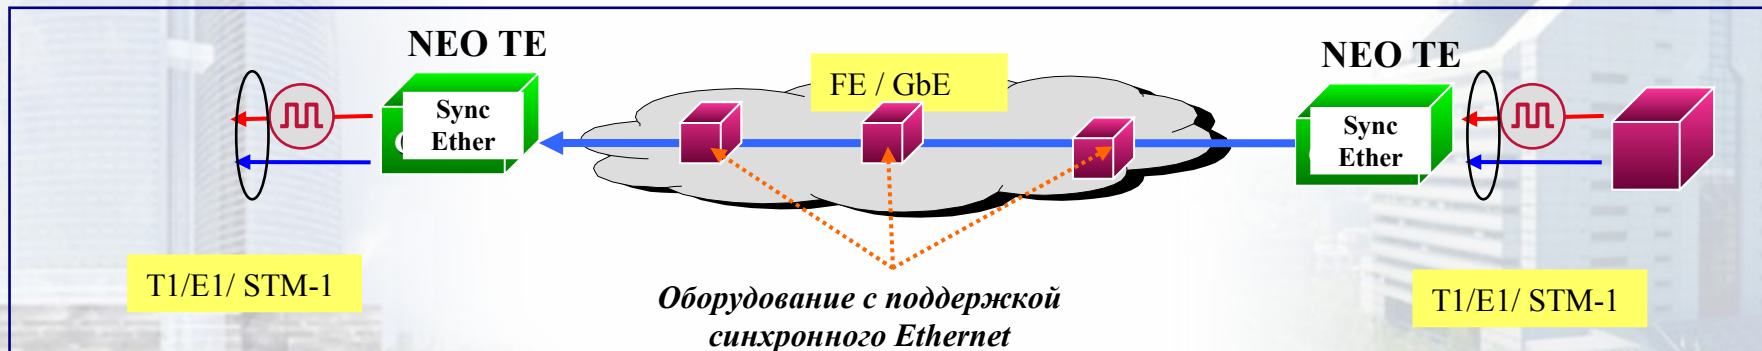 NEO TE
NEO TE
FE / GbE
Sync
Ether
Sync
Ether
T1/E1/ STM-1
T1/E1/ STM-1
Оборудование с поддержкой
синхронного Ethernet